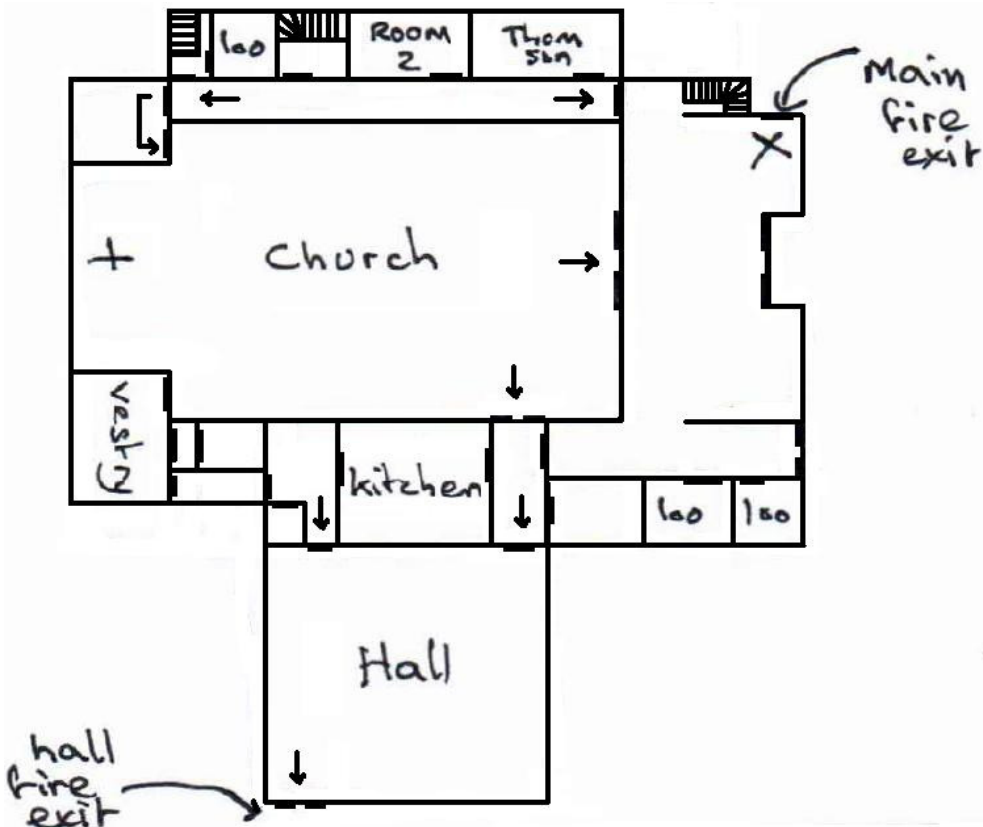 loo
ROOM
2
Thom
son
Main
fire
exit
X
Church
vestry
kitchen
loo
loo
Hall
hall
fire
exit